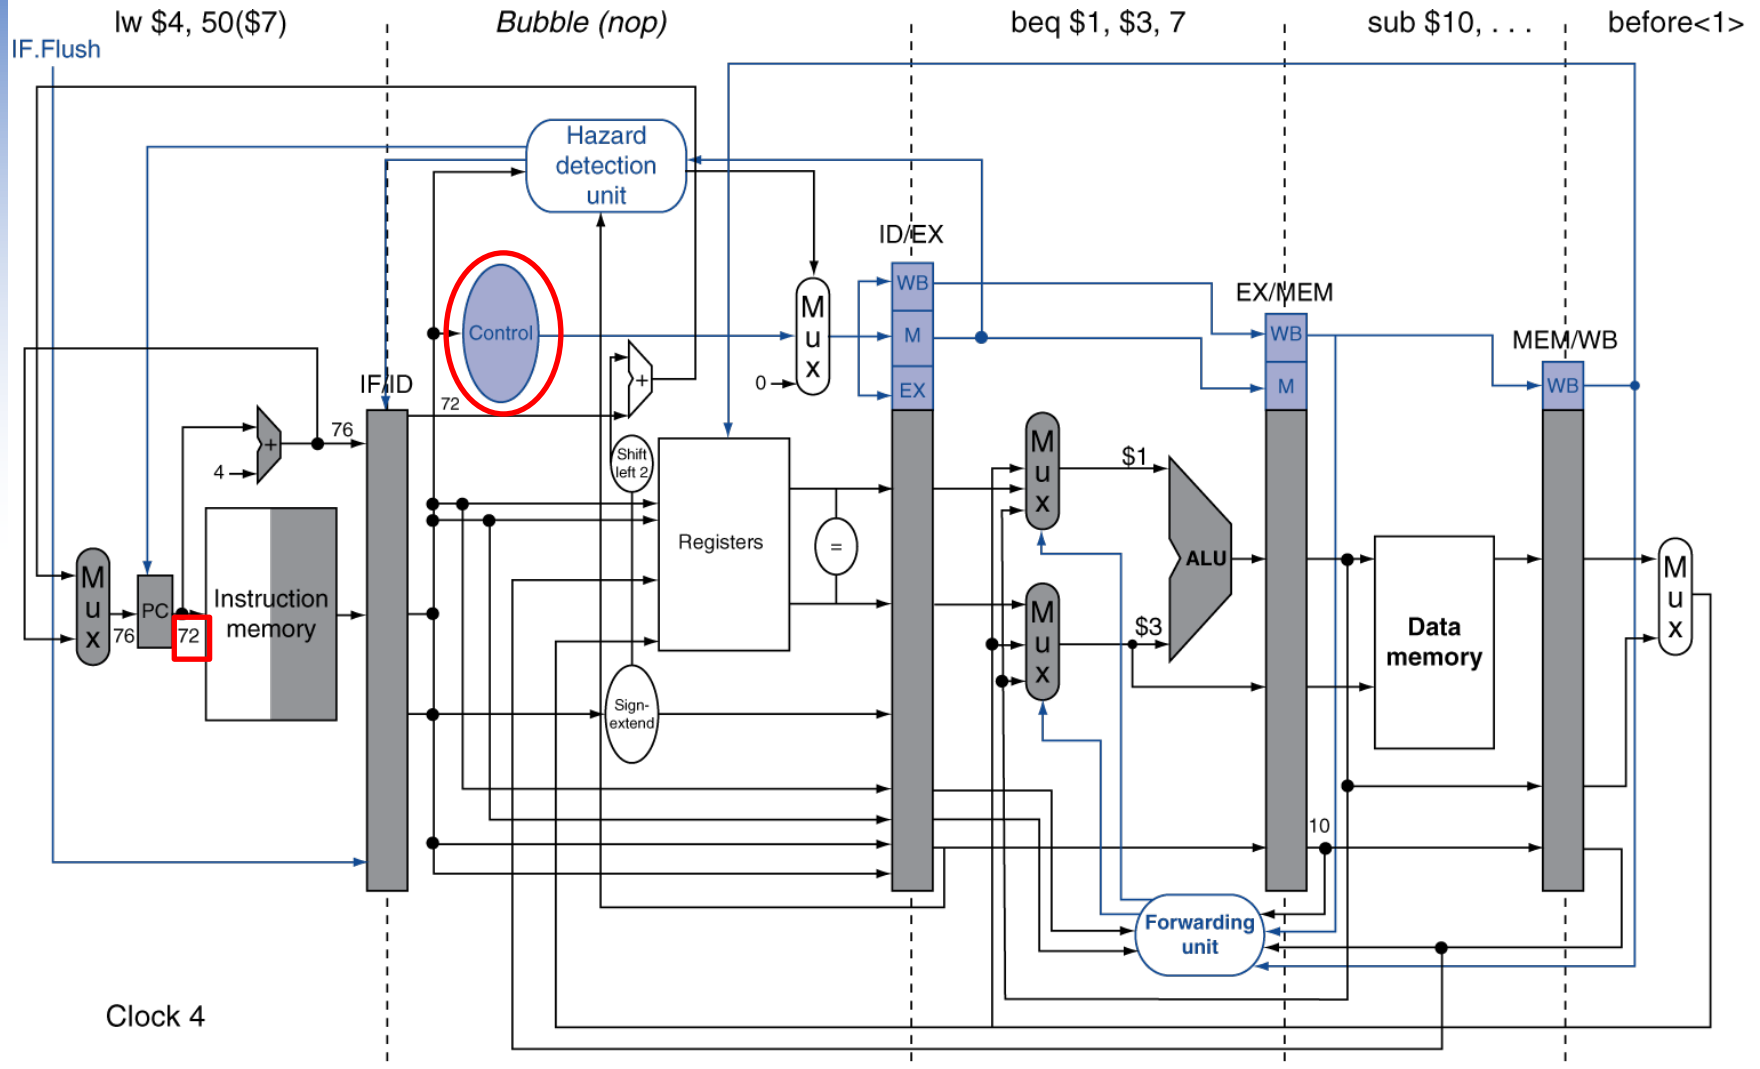 lw $4, 50($7)
Bubble (nop)
beq $1, $3, 7
sub $10, . . .
before<1>
IF.Flush
Hazard
detection
unit
ID/EX
WB
M
EX
EX/MEM
WB
M
MEM/WB
WB
Control
M
u
x
0
+
IF/ID
72
76
+
4
Shift
left 2
M
u
x
$1
Registers
=
ALU
M
u
x
PC
76
72
Instruction
memory
M
u
x
$3
Data
memory
M
u
x
Sign-
extend
10
Forwarding
unit
Clock 4